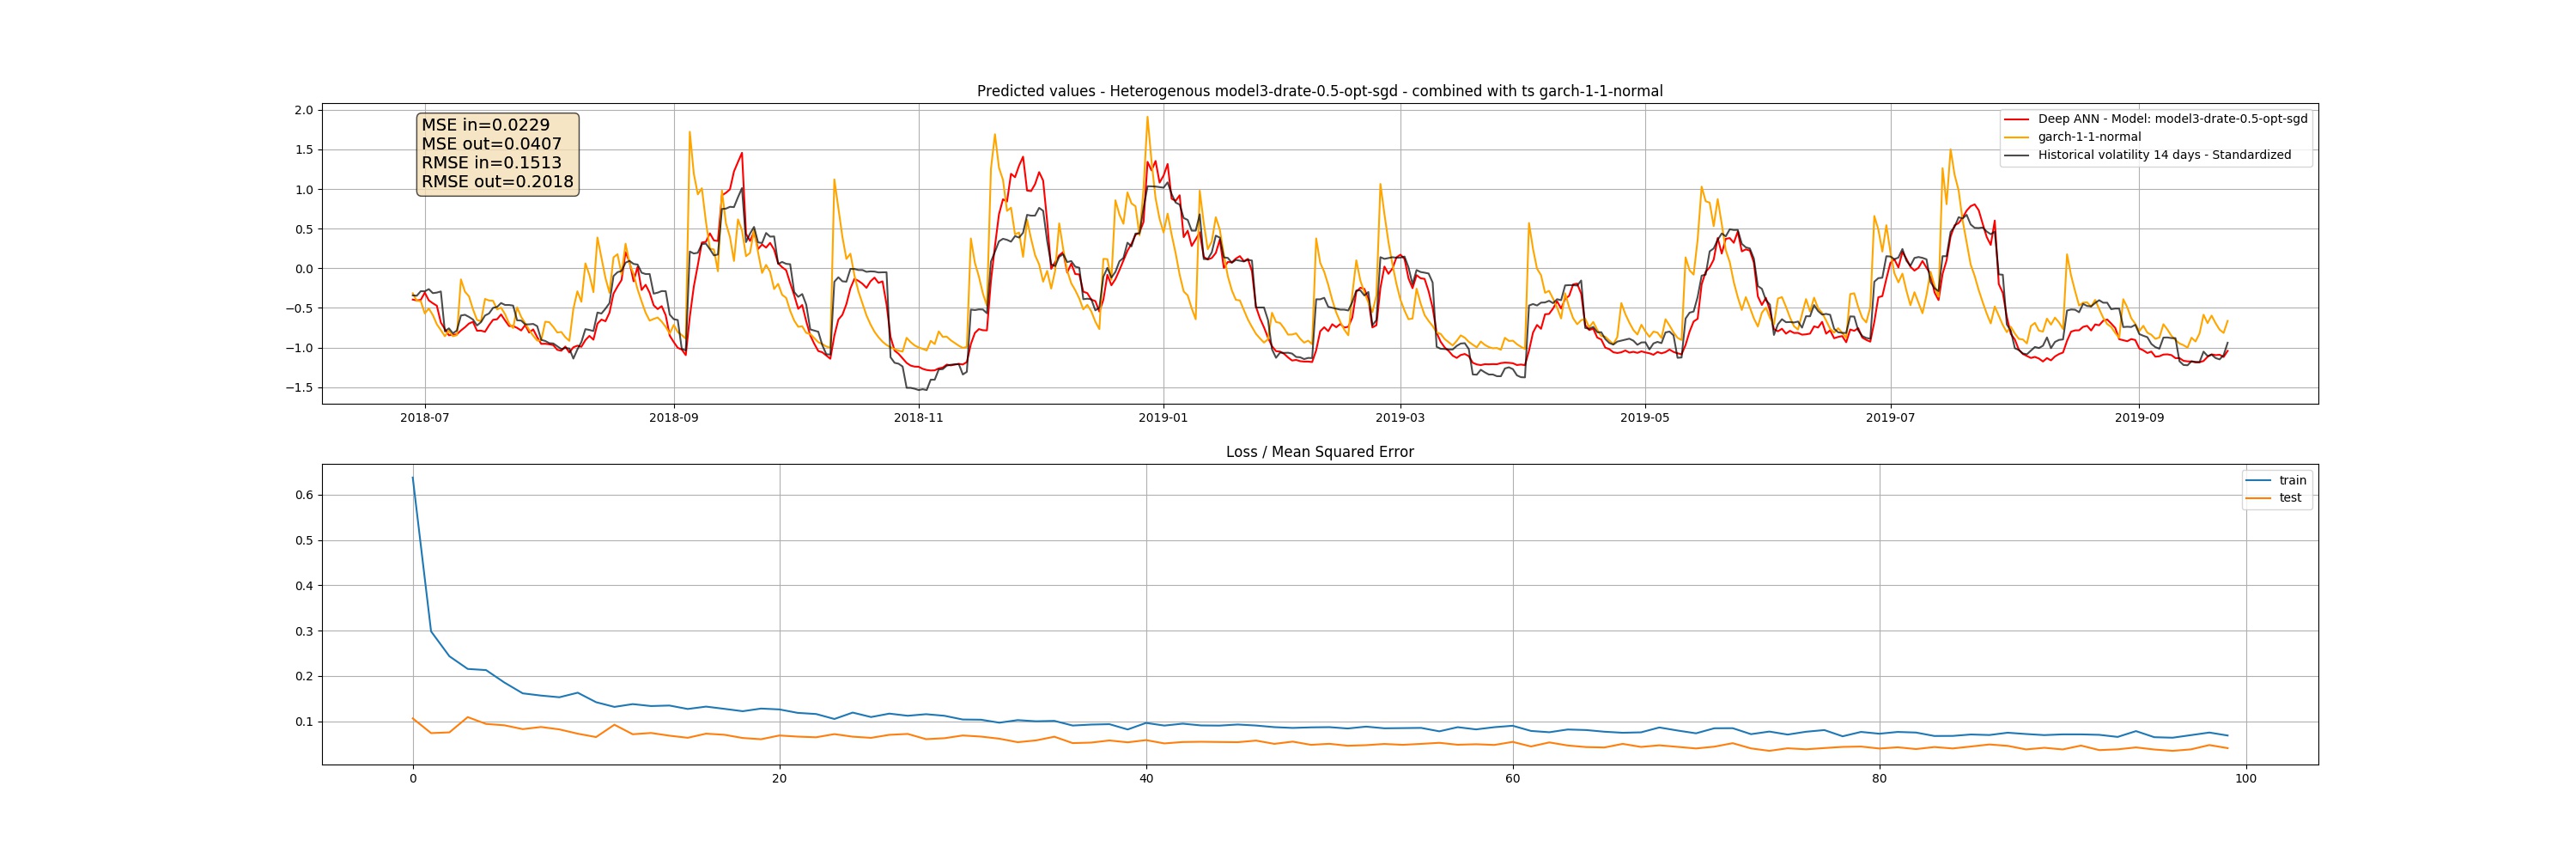 Predicted values - Heterogenous model3-drate-0.5-opt-sgd - combined with ts garch-1-1-normal
2.0
1.5
1.0
0.5
0.0
−0.5
−1.0
−1.5
MSE in=0.0229
MSE out=0.0407
RMSE in=0.1513
RMSE out=0.2018
Deep ANN - Model: model3-drate-0.5-opt-sgd
garch-1-1-normal
Historical volatility 14 days - Standardized
2018-07 2018-09 2018-11 2019-01 2019-03 2019-05 2019-07 2019-09
Loss / Mean Squared Error
0.6
0.5
0.4
0.3
0.2
0.1
train
test
0 20 40 60 80 100